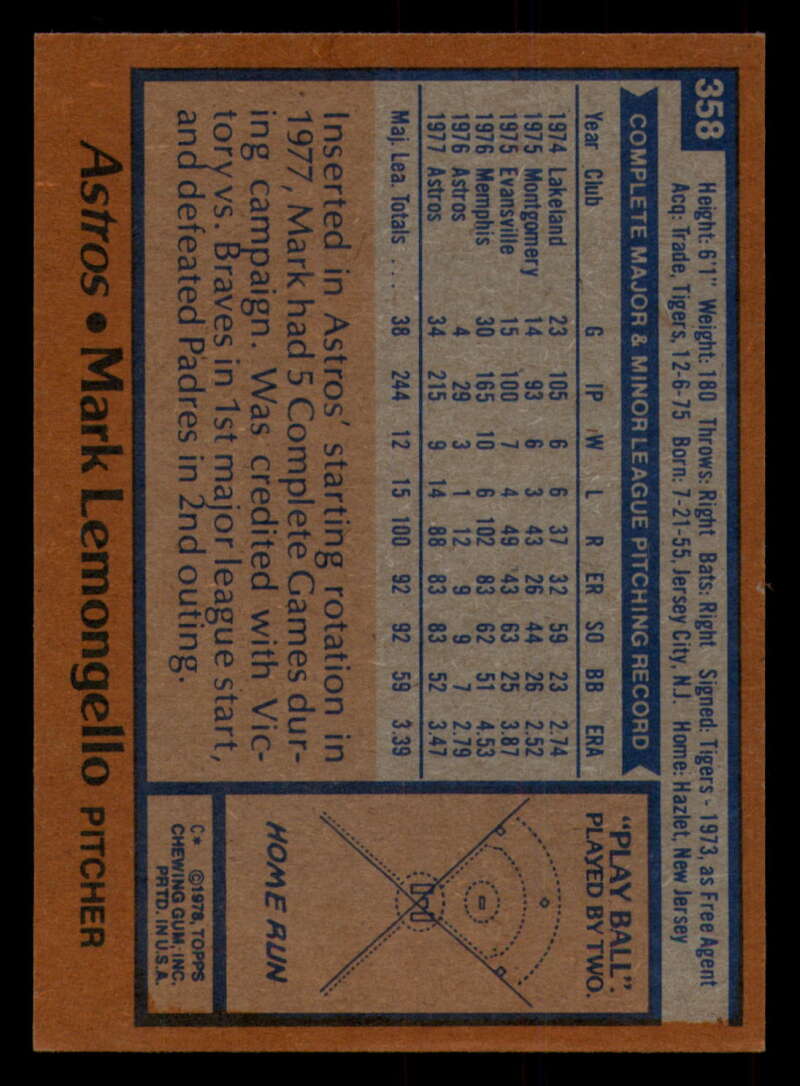 358
Height: 6'1" Weight: 180 Throws: Right Bats: Right Signed: Tigers - 1973, as Free Agent
Acq: Trade, Tigers, 12-6-75 Born: 7-21-55, Jersey City, N.J. Home: Hazlet, New Jersey
COMPLETE MAJOR & MINOR LEAGUE PITCHING RECORD
Year Club G IP W L R ER SO BB ERA
1974 Lakeland 23 105 6 6 37 32 59 23 2.74
1975 Montgomery 14 93 6 3 43 26 44 26 2.52
1975 Evansville 15 100 7 4 49 43 63 25 3.87
1976 Memphis 30 165 10 6 102 83 62 51 4.53
1976 Astros 4 29 3 1 12 9 9 7 2.79
1977 Astros 34 215 9 14 88 83 83 52 3.47
Maj. Lea. Totals .... 38 244 12 15 100 92 92 59 3.39
Inserted in Astros' starting rotation in
1977, Mark had 5 Complete Games dur-
ing campaign. Was credited with Vic-
tory vs. Braves in 1st major league start,
and defeated Padres in 2nd outing.
"PLAY BALL"
PLAYED BY TWO.
HOME RUN
C* ©1978, TOPPS
CHEWING GUM, INC.
PRTD. IN U.S.A.
Astros • Mark Lemongello PITCHER